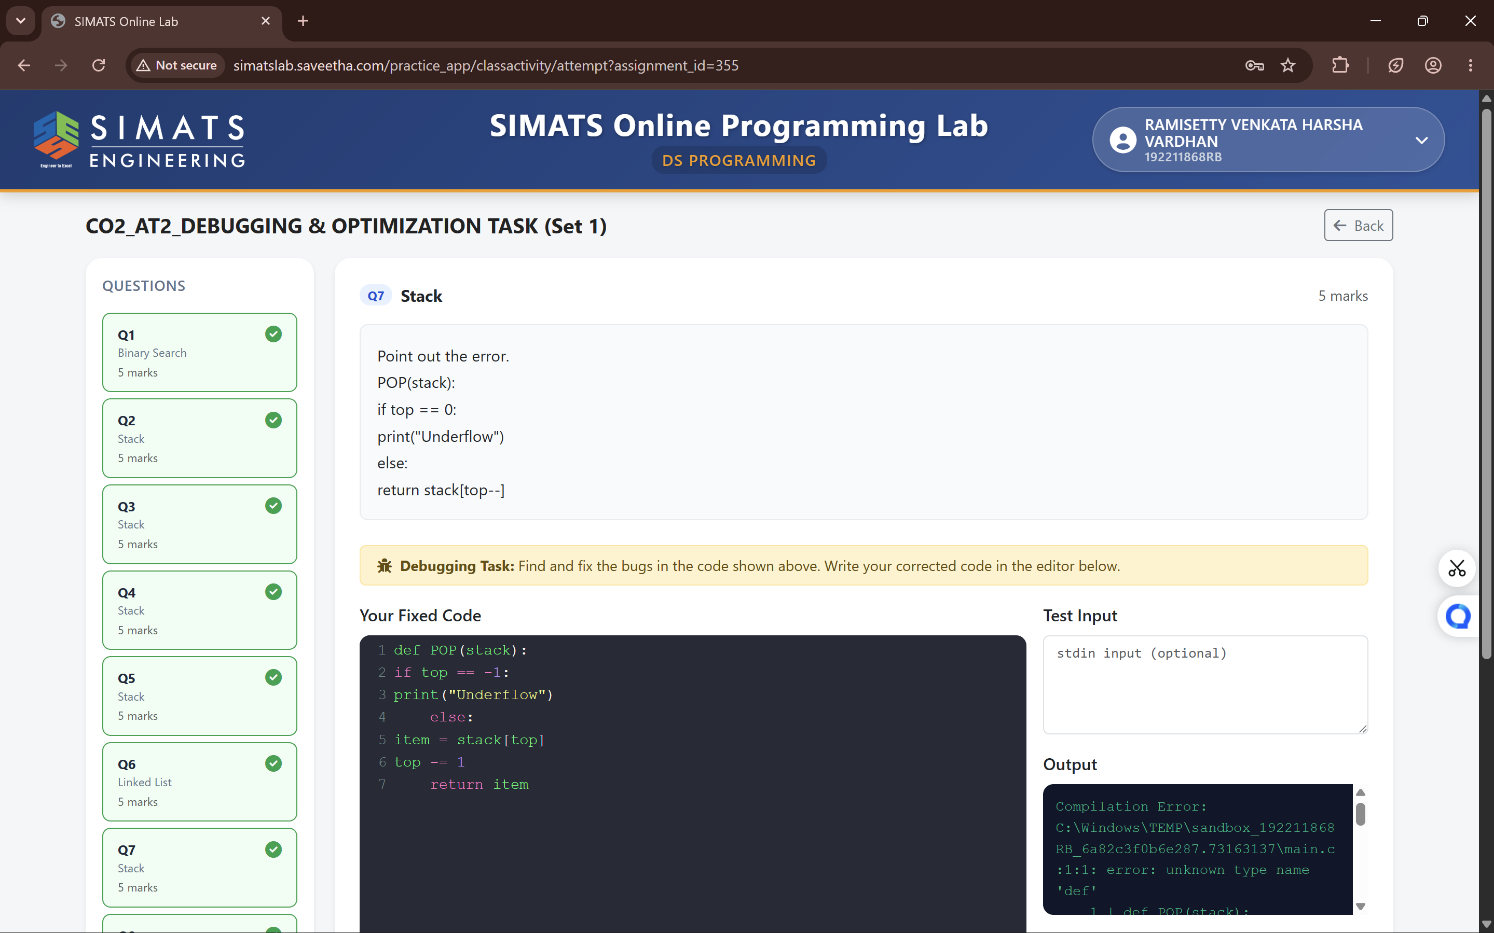 SIMATS Online Lab
Not secure
simatslab.saveetha.com/practice_app/classactivity/attempt?assignment_id=355
SIMATS
ENGINEERING
Engineer to Excel
SIMATS Online Programming Lab
DS PROGRAMMING
RAMISETTY VENKATA HARSHA
VARDHAN
192211868RB
CO2_AT2_DEBUGGING & OPTIMIZATION TASK (Set 1)
Back
QUESTIONS
Q1
Binary Search
5 marks
Q2
Stack
5 marks
Q3
Stack
5 marks
Q4
Stack
5 marks
Q5
Stack
5 marks
Q6
Linked List
5 marks
Q7
Stack
5 marks
Q7 Stack
5 marks
Point out the error.
POP(stack):
if top == 0:
print("Underflow")
else:
return stack[top--]
Debugging Task: Find and fix the bugs in the code shown above. Write your corrected code in the editor below.
Your Fixed Code
1 def POP(stack):
2 if top == -1:
3 print("Underflow")
4     else:
5 item = stack[top]
6 top -= 1
7     return item
Test Input
stdin input (optional)
Output
Compilation Error:
C:\Windows\TEMP\sandbox_192211868
RB_6a82c3f0b6e287.73163137\main.c
:1:1: error: unknown type name
'def'
1 | def POP(stack):